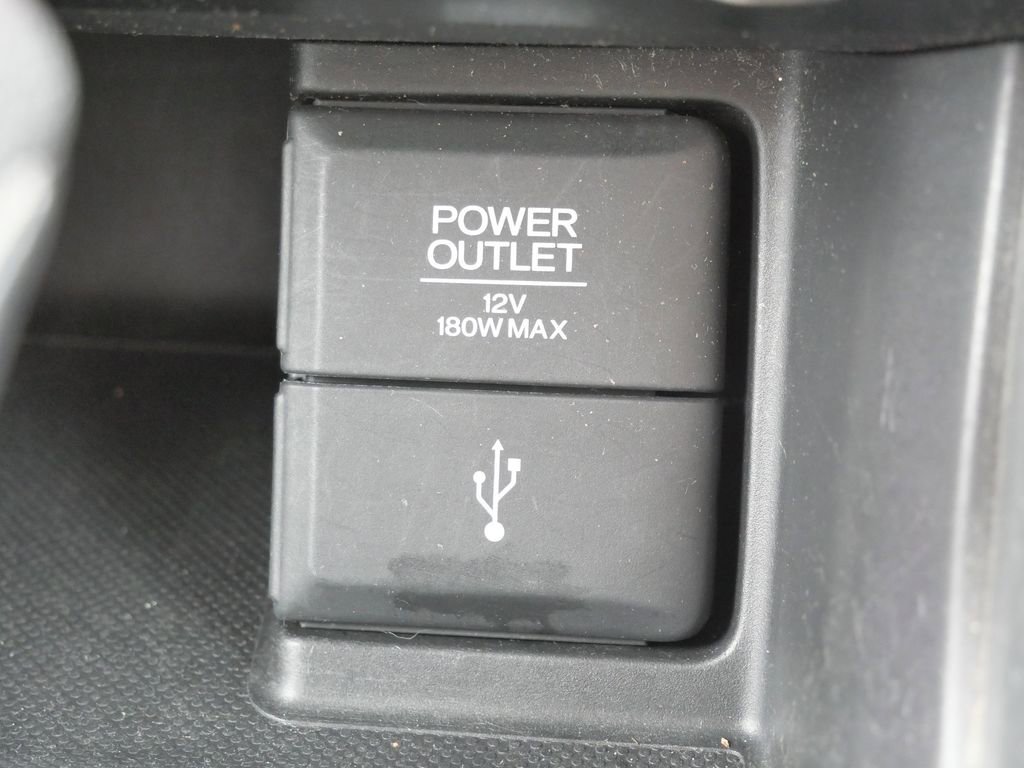 POWER
OUTLET
12V
180W MAX